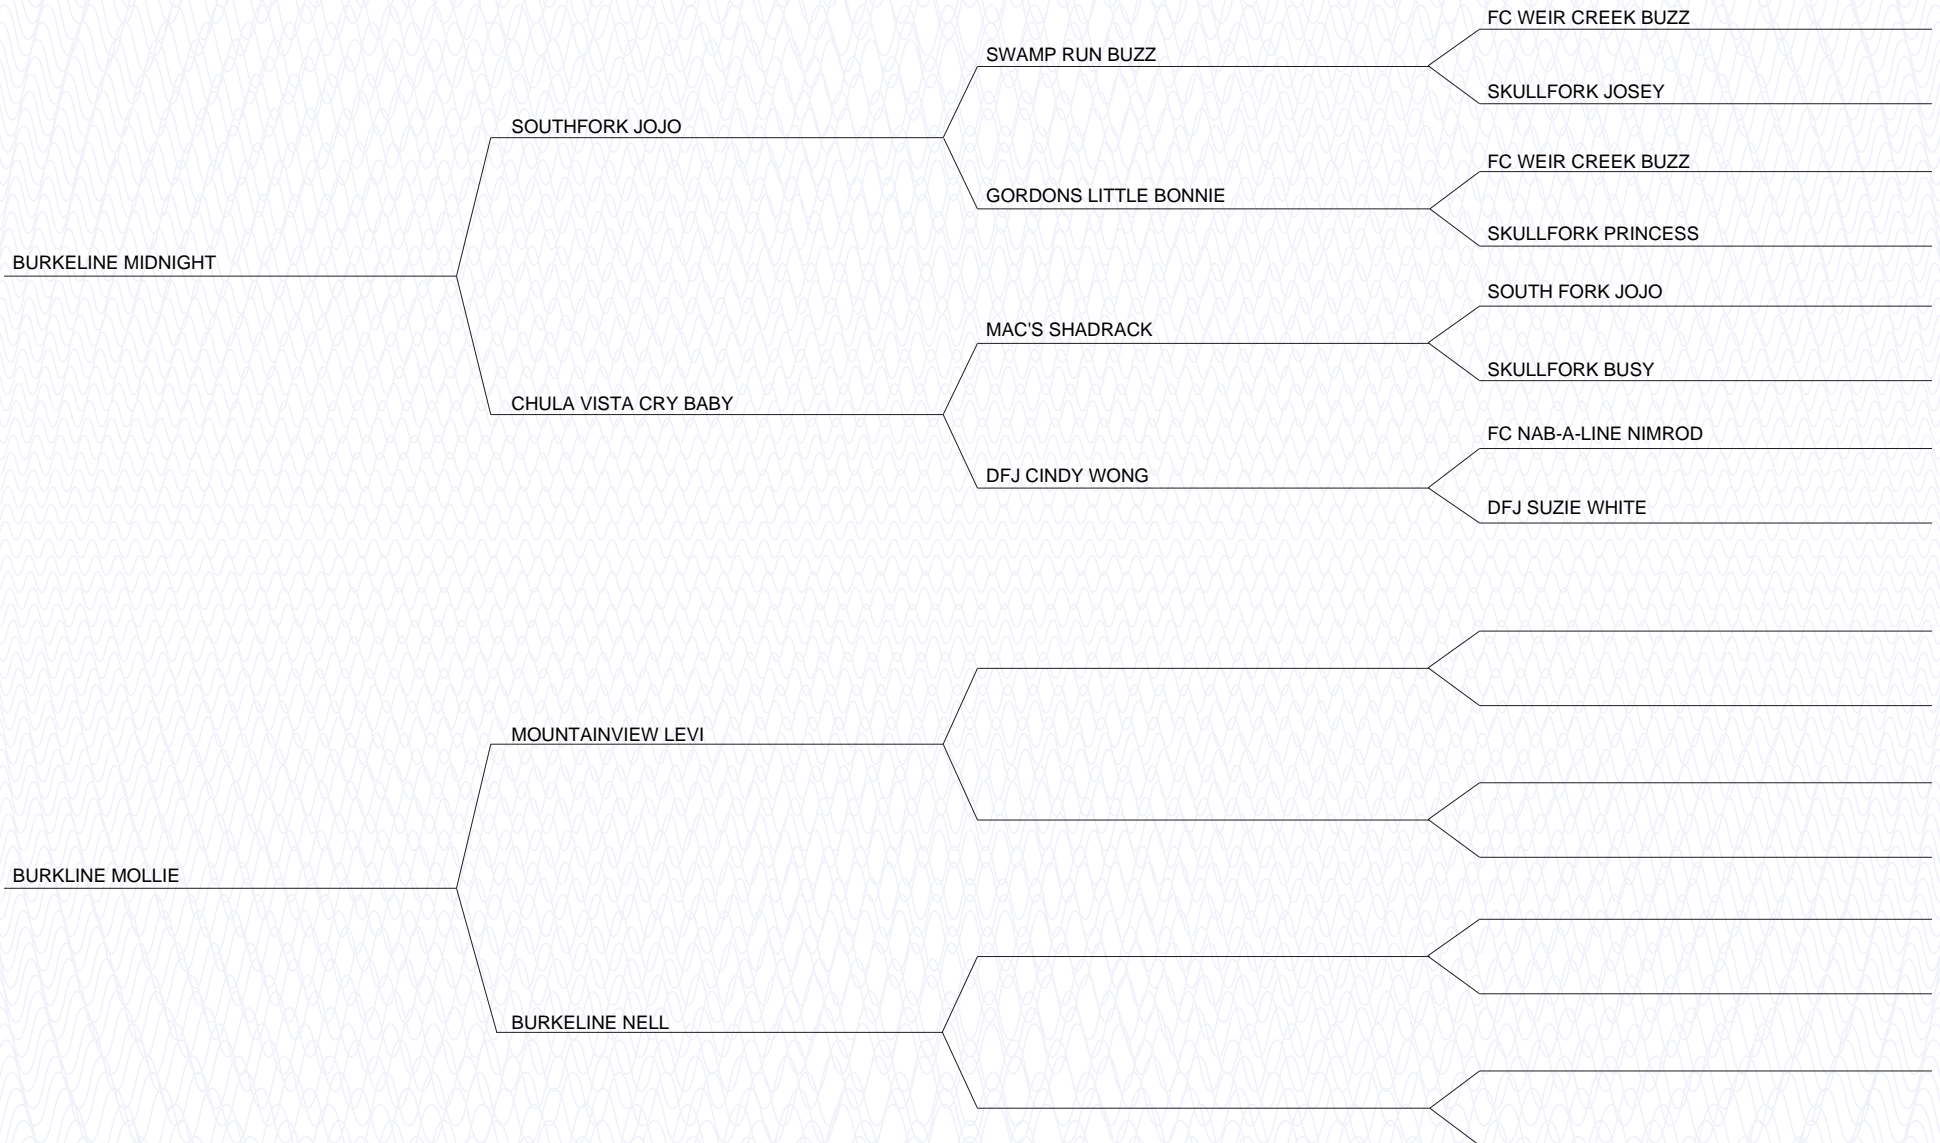 FC WEIR CREEK BUZZ
SWAMP RUN BUZZ
SKULLFORK JOSEY
SOUTHFORK JOJO
FC WEIR CREEK BUZZ
GORDONS LITTLE BONNIE
SKULLFORK PRINCESS
BURKELINE MIDNIGHT
SOUTH FORK JOJO
MAC'S SHADRACK
SKULLFORK BUSY
CHULA VISTA CRY BABY
FC NAB-A-LINE NIMROD
DFJ CINDY WONG
DFJ SUZIE WHITE
MOUNTAINVIEW LEVI
BURKLINE MOLLIE
BURKELINE NELL